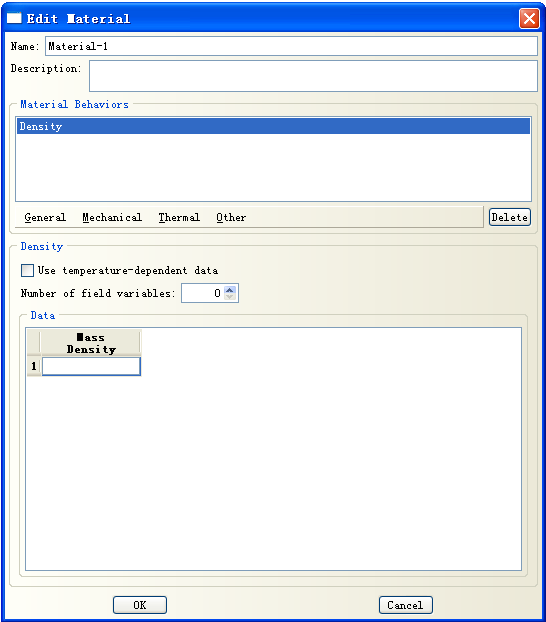 Edit Material
Name: Material-1
Description:
Material Behaviors
Density
General Mechanical Thermal Other Delete
Density
Use temperature-dependent data
Number of field variables: 0
Data
Mass
Density
1
OK Cancel